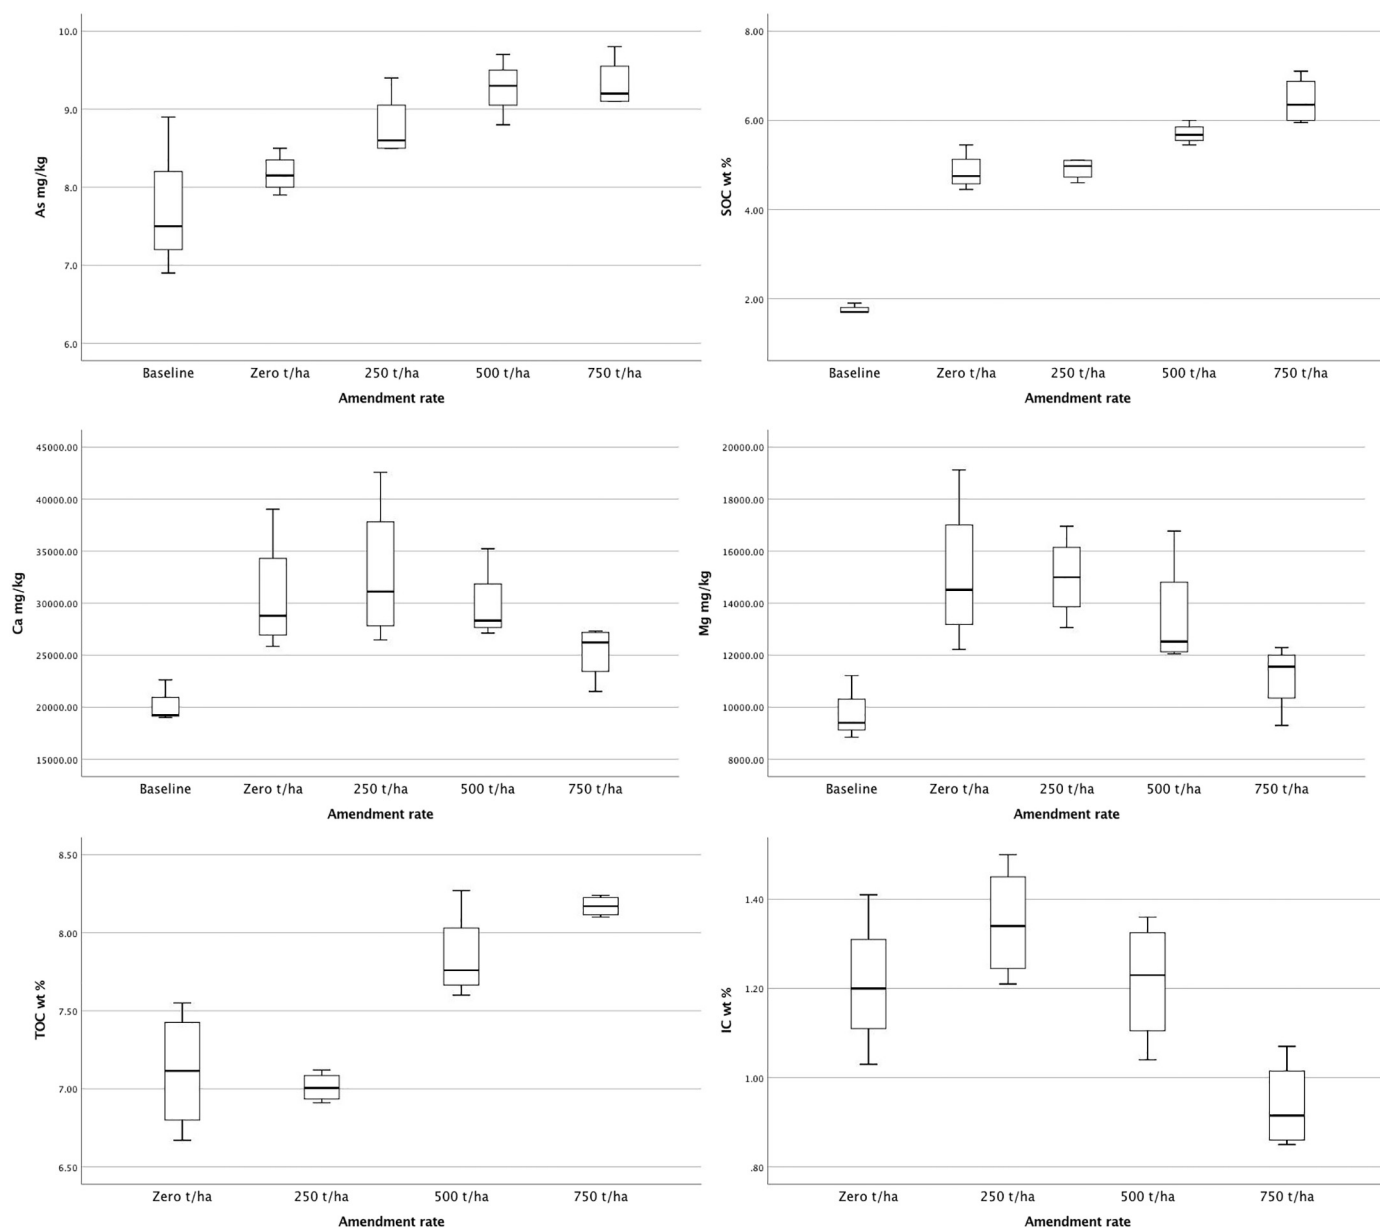 10.0
9.0
8.0
7.0
6.0
As mg/kg
Baseline Zero t/ha 250 t/ha 500 t/ha 750 t/ha
Amendment rate
8.00
6.00
4.00
2.00
SOC wt %
Baseline Zero t/ha 250 t/ha 500 t/ha 750 t/ha
Amendment rate
45000.00
40000.00
35000.00
30000.00
25000.00
20000.00
15000.00
Ca mg/kg
Baseline Zero t/ha 250 t/ha 500 t/ha 750 t/ha
Amendment rate
20000.00
18000.00
16000.00
14000.00
12000.00
10000.00
8000.00
Mg mg/kg
Baseline Zero t/ha 250 t/ha 500 t/ha 750 t/ha
Amendment rate
8.50
8.00
7.50
7.00
6.50
TOC wt %
Zero t/ha 250 t/ha 500 t/ha 750 t/ha
Amendment rate
1.40
1.20
1.00
.80
IC wt %
Zero t/ha 250 t/ha 500 t/ha 750 t/ha
Amendment rate